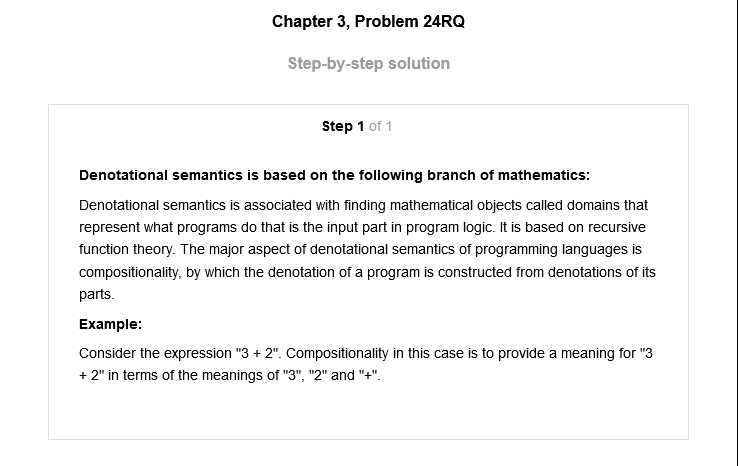 Chapter 3, Problem 24RQ
Step-by-step solution
Step 1 of 1
Denotational semantics is based on the following branch of mathematics:
Denotational semantics is associated with finding mathematical objects called domains that
represent what programs do that is the input part in program logic. It is based on recursive
function theory. The major aspect of denotational semantics of programming languages is
compositionality, by which the denotation of a program is constructed from denotations of its
parts.
Example:
Consider the expression "3 + 2". Compositionality in this case is to provide a meaning for "3
+ 2" in terms of the meanings of "3", "2" and "+".